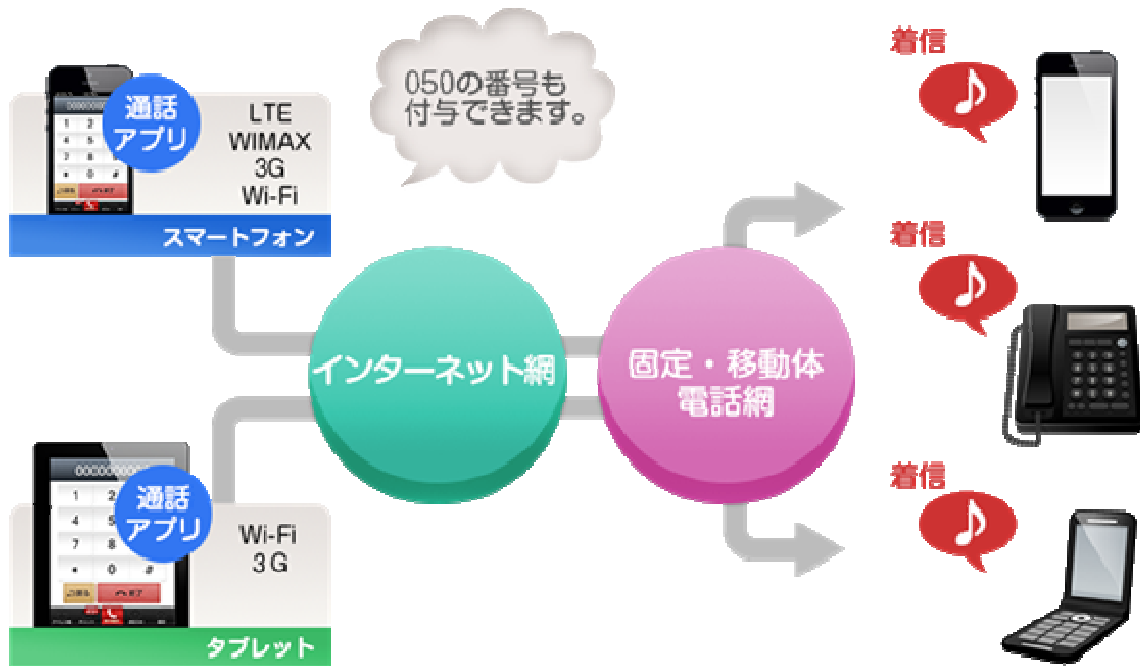 050の番号も
付与できます。
通話
アプリ
LTE
WIMAX
3G
Wi-Fi
スマートフォン
インターネット網
固定・移動体
電話網
着信
着信
着信
通話
アプリ
Wi-Fi
3G
タブレット